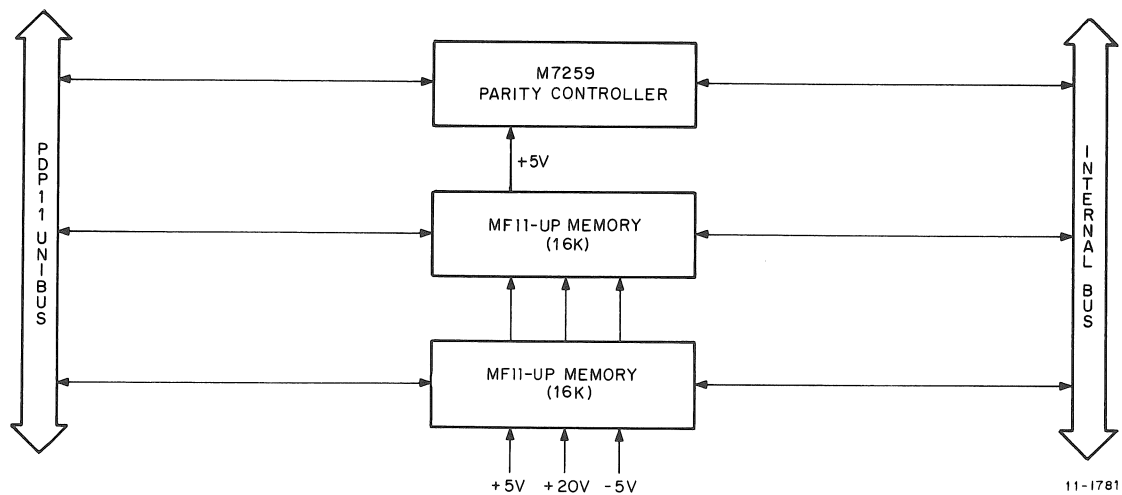 M7259
PARITY CONTROLLER
+5V
PDP11 UNIBUS
INTERNAL BUS
MF11-UP MEMORY
(16K)
MF11-UP MEMORY
(16K)
+5V +20V -5V
11-1781